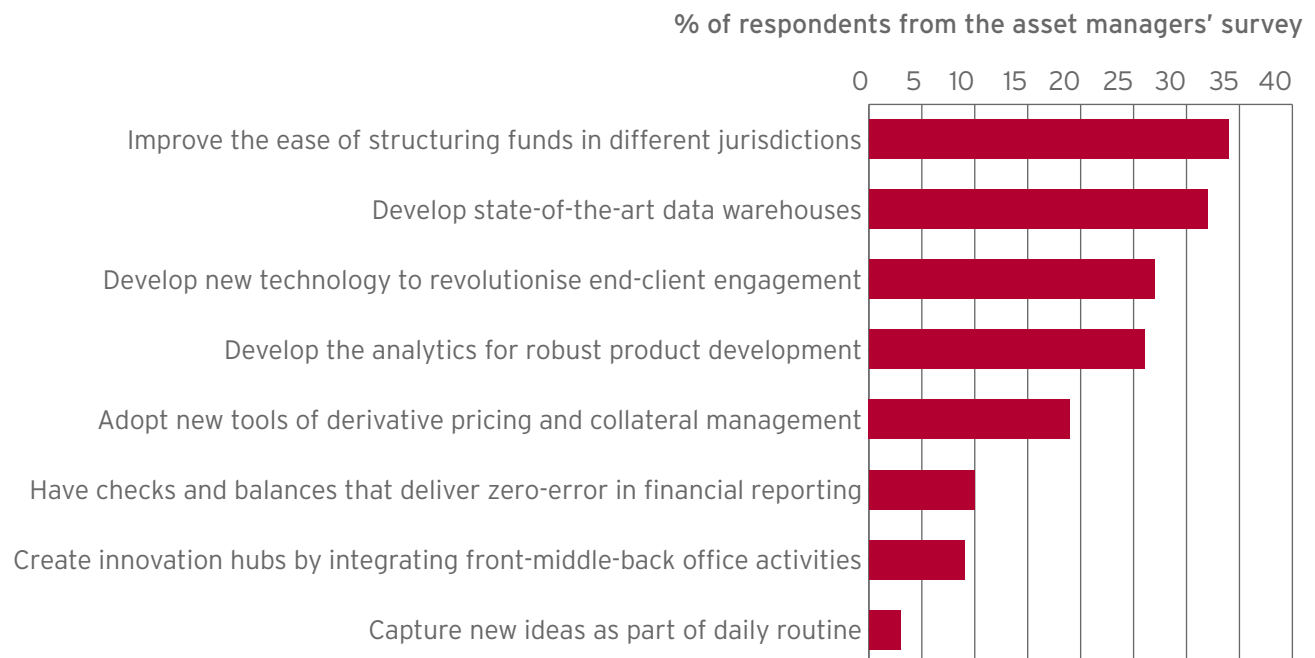 % of respondents from the asset managers’ survey
0 5 10 15 20 25 30 35 40
Improve the ease of structuring funds in different jurisdictions
Develop state-of-the-art data warehouses
Develop new technology to revolutionise end-client engagement
Develop the analytics for robust product development
Adopt new tools of derivative pricing and collateral management
Have checks and balances that deliver zero-error in financial reporting
Create innovation hubs by integrating front-middle-back office activities
Capture new ideas as part of daily routine